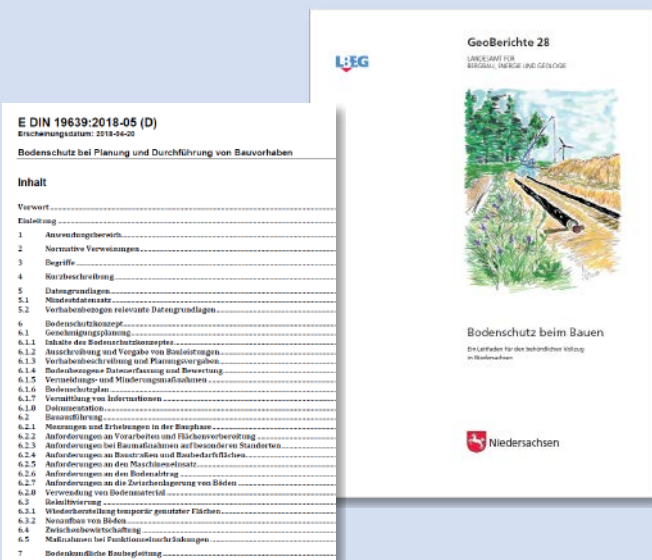 GeoBerichte 28
LBEG
LANDESAMT FÜR
BERGBAU, ENERGIE UND GEOLOGIE
Bodenschutz beim Bauen
Ein Leitfaden für den behördlichen Vollzug
in Niedersachsen
Niedersachsen
E DIN 19639:2018-05 (D)
Erscheinungsdatum: 2018-04-20
Bodenschutz bei Planung und Durchführung von Bauvorhaben
Inhalt
Vorwort
Einleitung
1 Anwendungsbereich
2 Normative Verweisungen
3 Begriffe
4 Kurzbeschreibung
5 Datengrundlagen
5.1 Mindestdatensatz
5.2 Vorhabenbezogen relevante Datengrundlagen
6 Bodenschutzkonzept
6.1 Genehmigungsplanung
6.1.1 Inhalte des Bodenschutzkonzeptes
6.1.2 Ausschreibung und Vergabe von Bauleistungen
6.1.3 Vorhabenbeschreibung und Planungsvorgaben
6.1.4 Bodenbezogene Datenerfassung und Bewertung
6.1.5 Vermeidungs- und Minderungsmaßnahmen
6.1.6 Bodenschutzplan
6.1.7 Vermittlung von Informationen
6.1.8 Dokumentation
6.2 Bauausführung
6.2.1 Messungen und Erhebungen in der Bauphase
6.2.2 Anforderungen an Vorarbeiten und Flächenvorbereitung
6.2.3 Anforderungen bei Baumaßnahmen auf besonderen Standorten
6.2.4 Anforderungen an Baustraßen und Baubedarfsflächen
6.2.5 Anforderungen an den Maschineneinsatz
6.2.6 Anforderungen an den Bodenabtrag
6.2.7 Anforderungen an die Zwischenlagerung von Böden
6.2.8 Verwendung von Bodenmaterial
6.3 Rekultivierung
6.3.1 Wiederherstellung temporär genutzter Flächen
6.3.2 Neuaufbau von Böden
6.4 Zwischenbewirtschaftung
6.5 Maßnahmen bei Funktionseinschränkungen
7 Bodenkundliche Baubegleitung